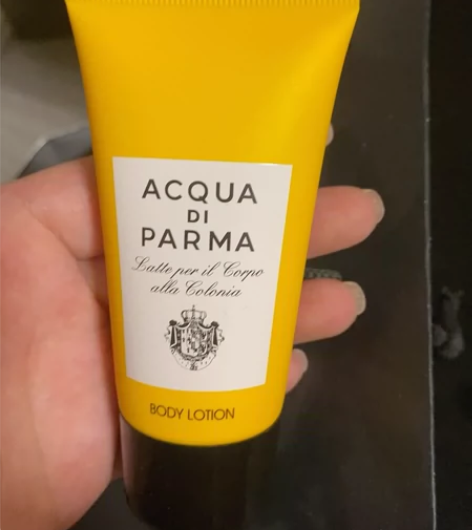 ACQUA
DI
PARMA
Latte per il Corpo
alla Colonia
BODY LOTION